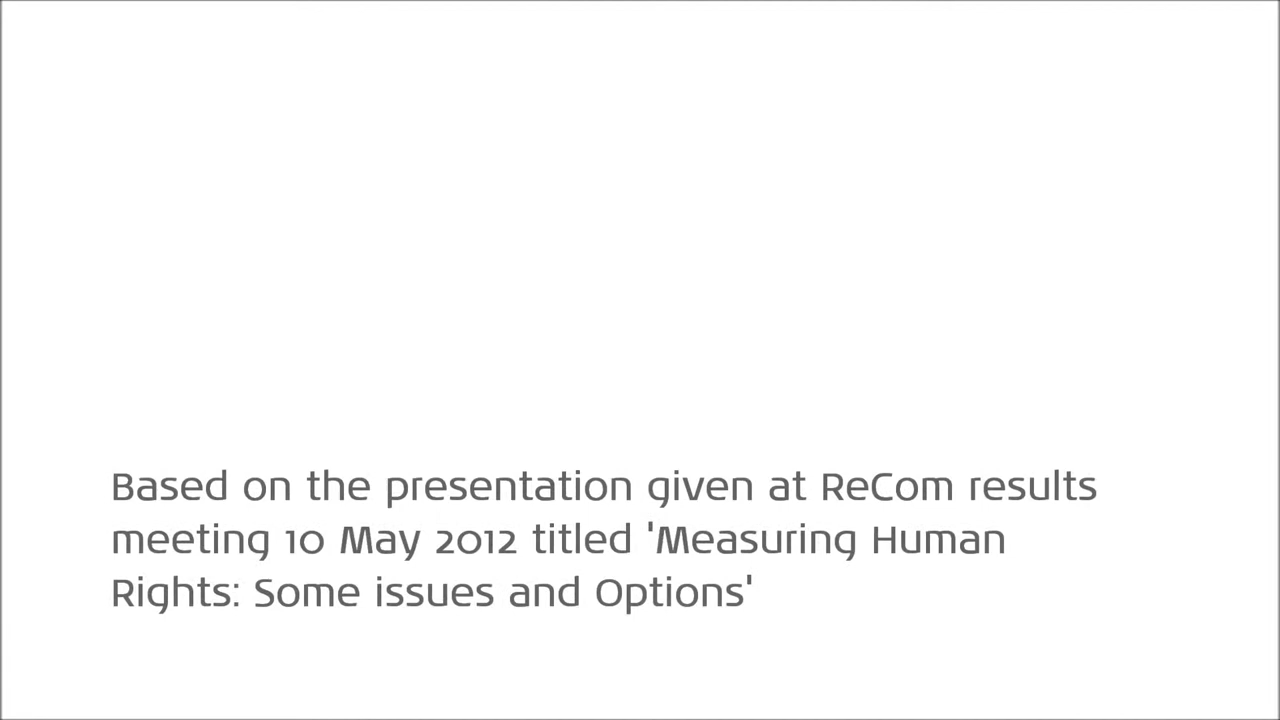 Based on the presentation given at ReCom results
meeting 10 May 2012 titled 'Measuring Human
Rights: Some issues and Options'